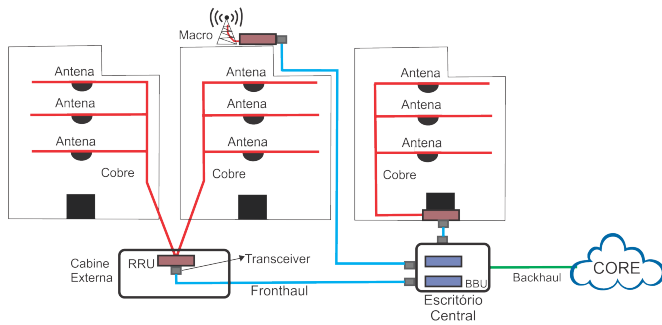 Macro
Antena
Antena
Antena
Cobre
Antena
Antena
Antena
Cobre
Antena
Antena
Antena
Cobre
Cabine
Externa
RRU
Transceiver
Fronthaul
BBU
Escritório
Central
Backhaul
CORE